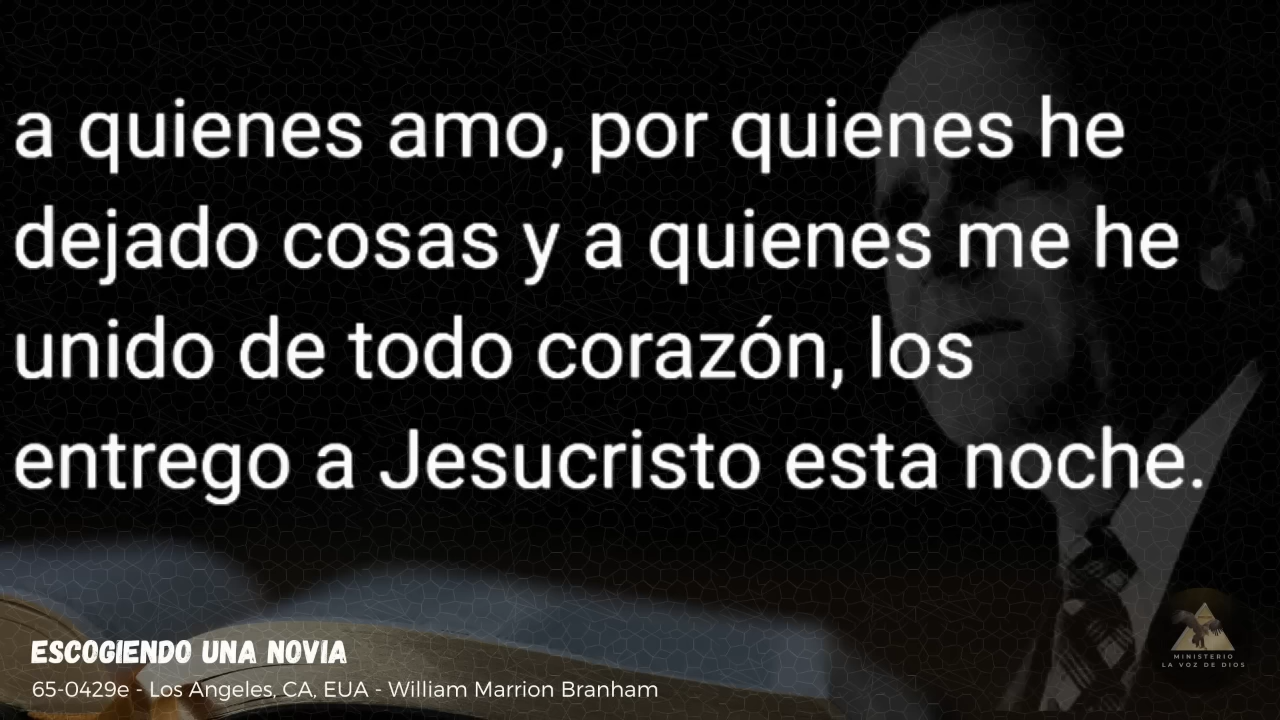 a quienes amo, por quienes he
dejado cosas y a quienes me he
unido de todo corazón, los
entrego a Jesucristo esta noche.
ESCOGIENDO UNA NOVIA
65-0429e - Los Angeles, CA, EUA - William Marrion Branham
MINISTERIO
LA VOZ DE DIOS